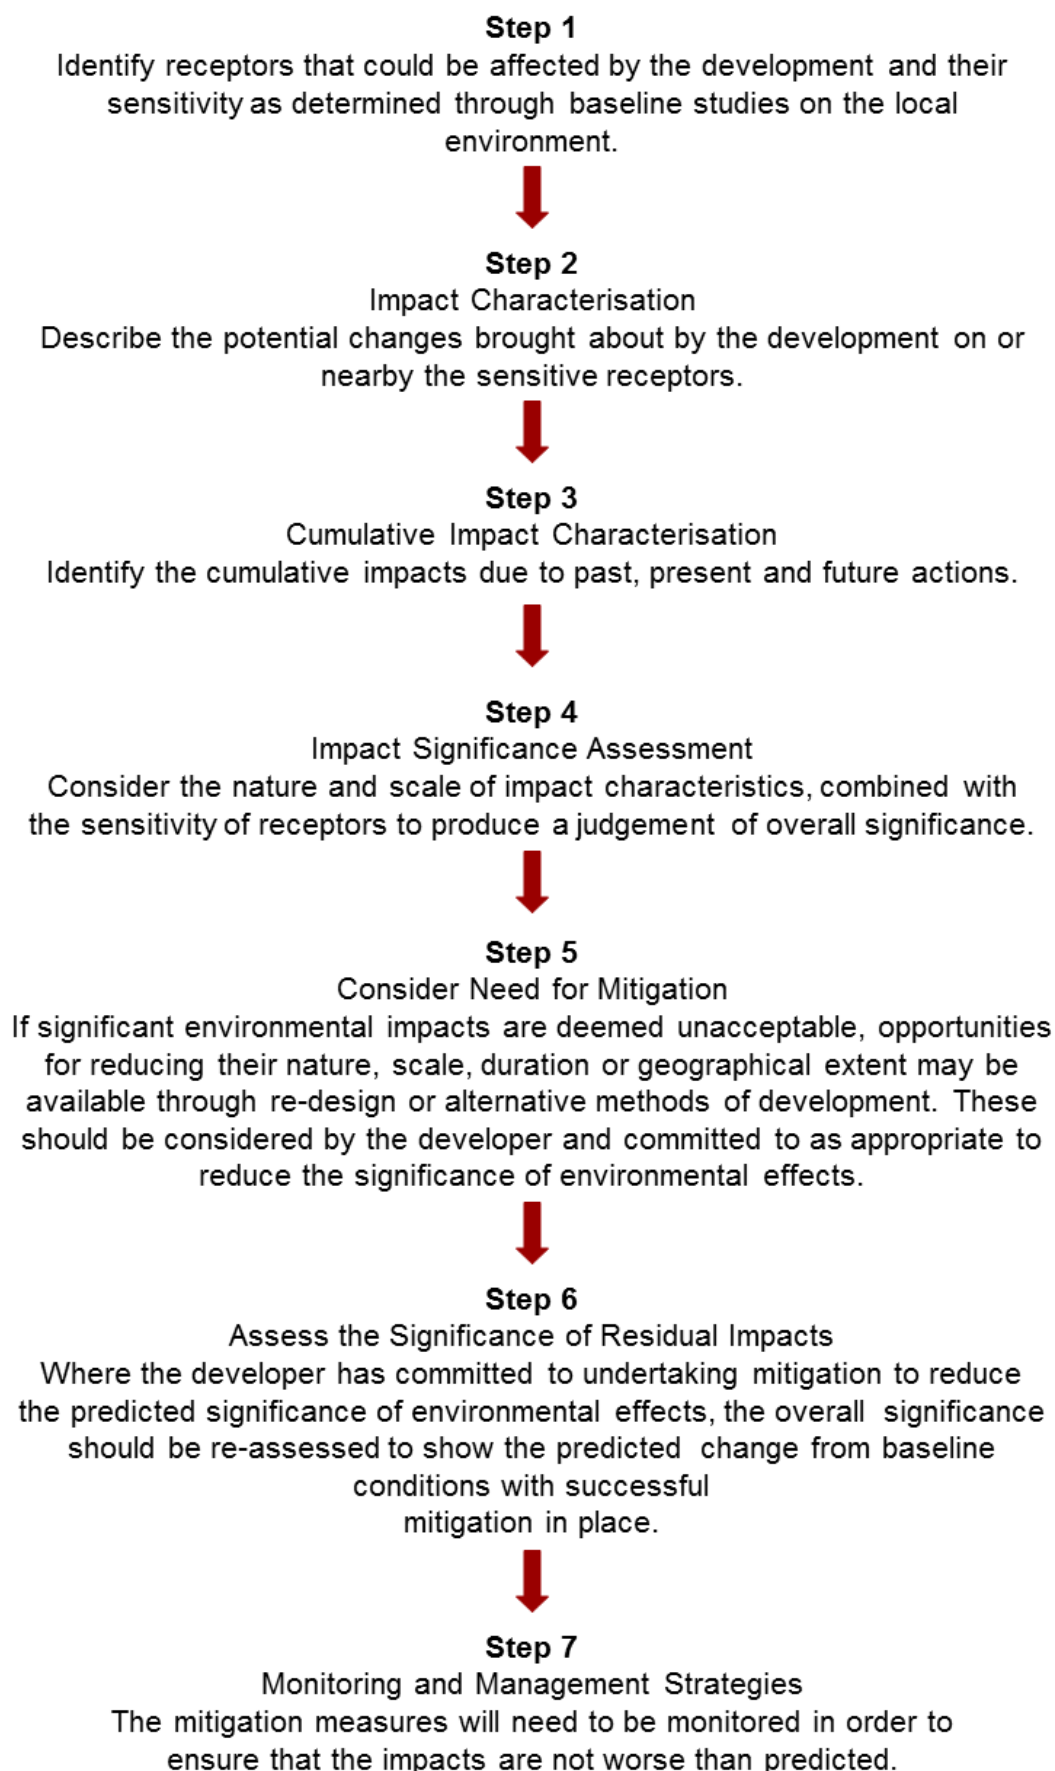 Step 1
Identify receptors that could be affected by the development and their
sensitivity as determined through baseline studies on the local
environment.
Step 2
Impact Characterisation
Describe the potential changes brought about by the development on or
nearby the sensitive receptors.
Step 3
Cumulative Impact Characterisation
Identify the cumulative impacts due to past, present and future actions.
Step 4
Impact Significance Assessment
Consider the nature and scale of impact characteristics, combined with
the sensitivity of receptors to produce a judgement of overall significance.
Step 5
Consider Need for Mitigation
If significant environmental impacts are deemed unacceptable, opportunities
for reducing their nature, scale, duration or geographical extent may be
available through re-design or alternative methods of development. These
should be considered by the developer and committed to as appropriate to
reduce the significance of environmental effects.
Step 6
Assess the Significance of Residual Impacts
Where the developer has committed to undertaking mitigation to reduce
the predicted significance of environmental effects, the overall significance
should be re-assessed to show the predicted change from baseline
conditions with successful
mitigation in place.
Step 7
Monitoring and Management Strategies
The mitigation measures will need to be monitored in order to
ensure that the impacts are not worse than predicted.